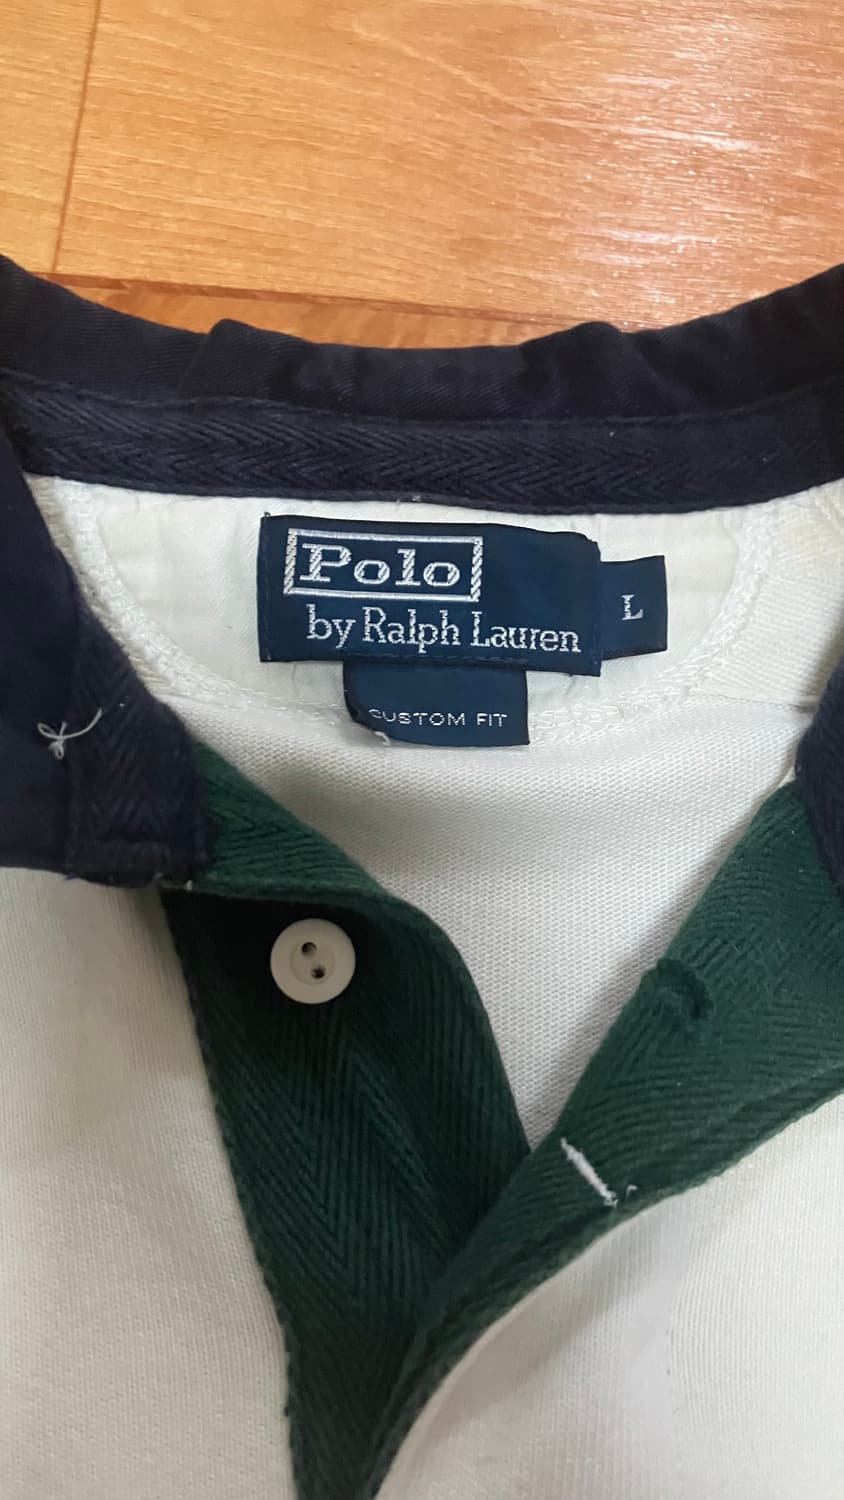 Polo
by Ralph Lauren
L
CUSTOM FIT